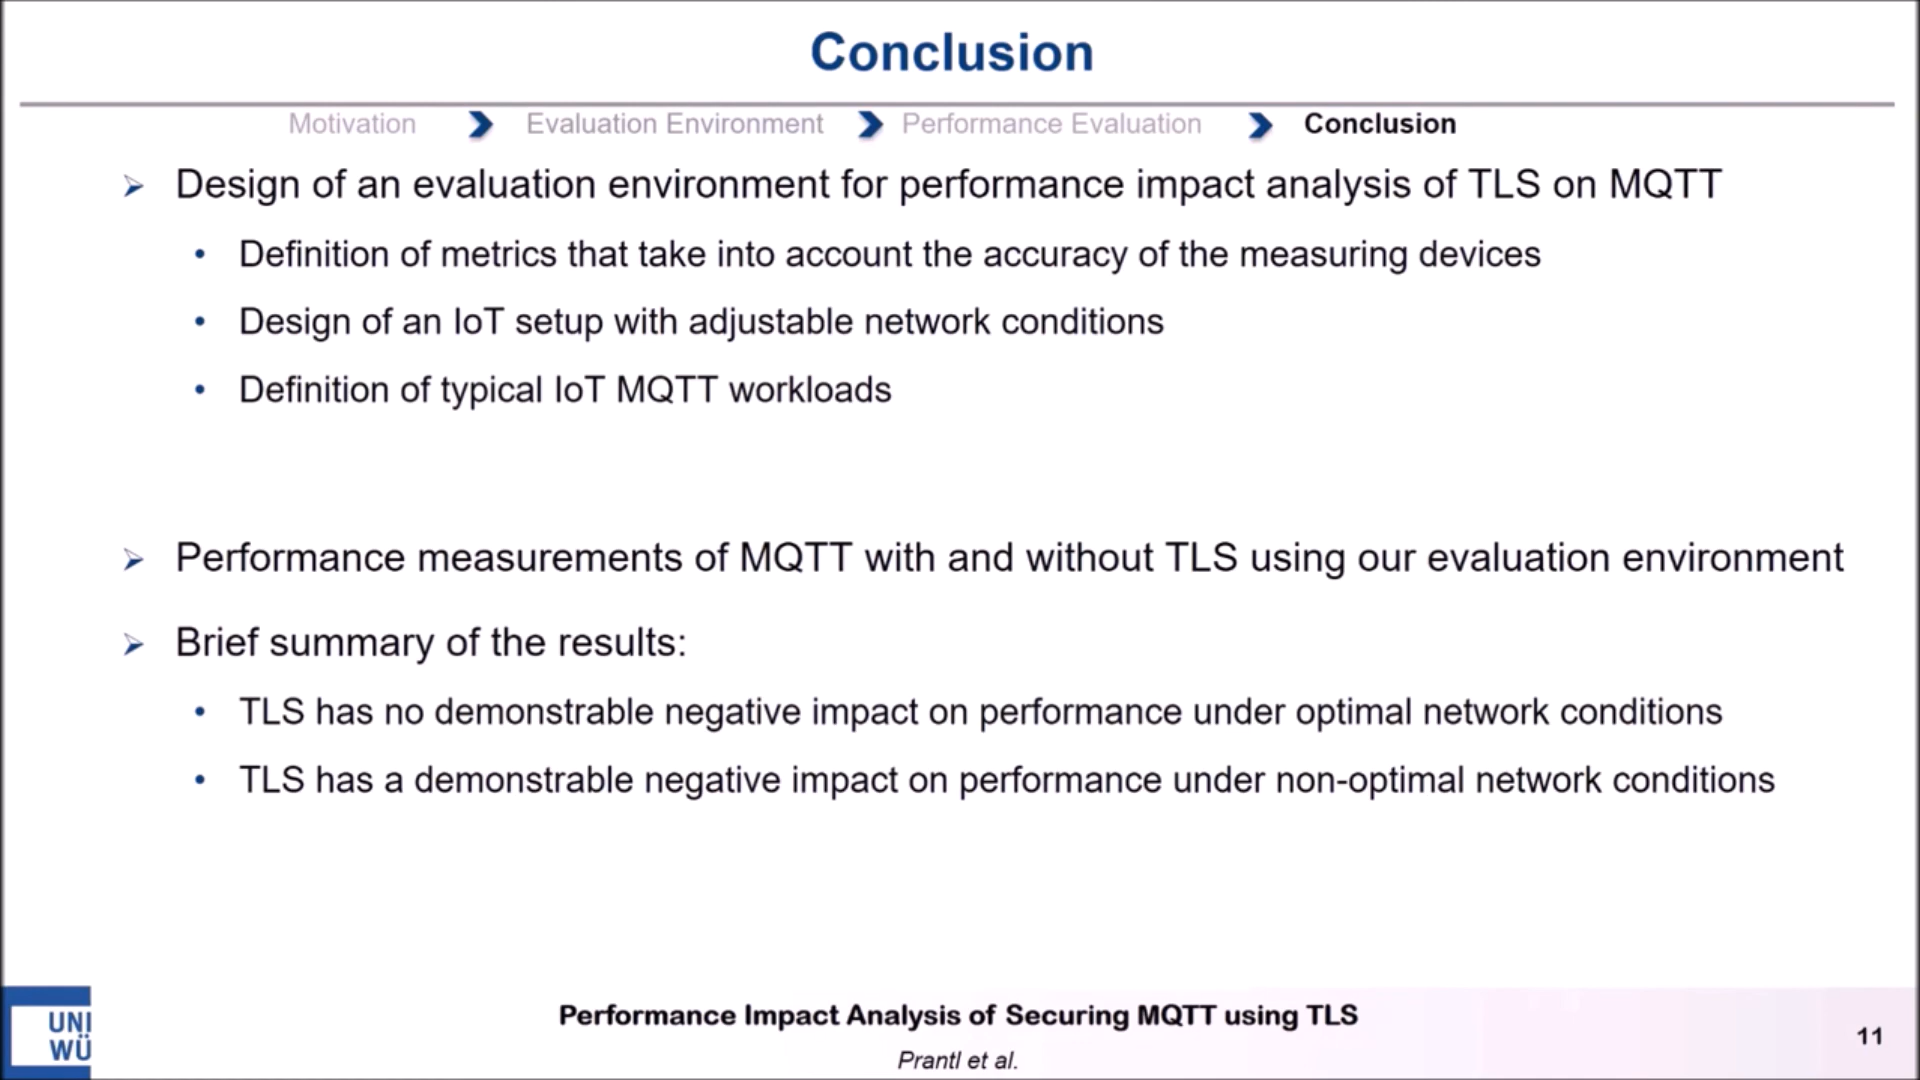 Conclusion
Motivation Evaluation Environment Performance Evaluation Conclusion
Design of an evaluation environment for performance impact analysis of TLS on MQTT
Definition of metrics that take into account the accuracy of the measuring devices
Design of an IoT setup with adjustable network conditions
Definition of typical IoT MQTT workloads
Performance measurements of MQTT with and without TLS using our evaluation environment
Brief summary of the results:
TLS has no demonstrable negative impact on performance under optimal network conditions
TLS has a demonstrable negative impact on performance under non-optimal network conditions
UNI
WÜ
Performance Impact Analysis of Securing MQTT using TLS
Prantl et al.
11